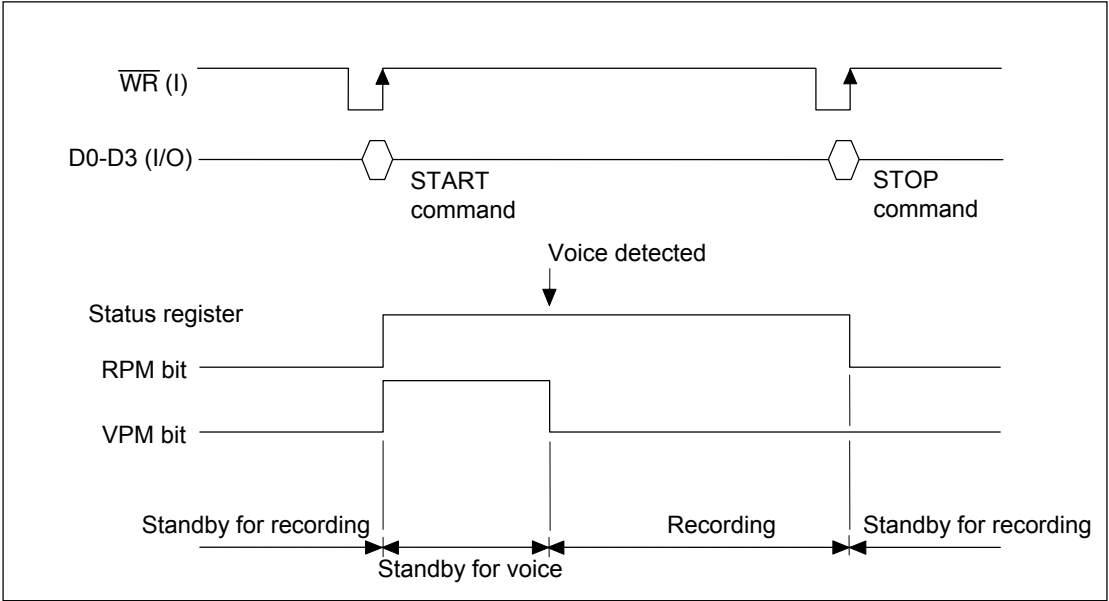 WR (I)
D0-D3 (I/O)
START
command
STOP
command
Voice detected
Status register
RPM bit
VPM bit
Standby for recording
Recording
Standby for recording
Standby for voice